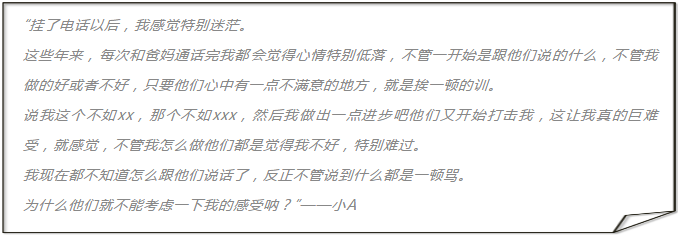 “挂了电话以后，我感觉特别迷茫。
这些年来，每次和爸妈通话完我都会觉得心情特别低落，不管一开始是跟他们说的什么，不管我
做的好或者不好，只要他们心中有一点不满意的地方，就是挨一顿的训。
说我这个不如xx，那个不如xxx，然后我做出一点进步吧他们又开始打击我，这让我真的巨难
受，就感觉，不管我怎么做他们都是觉得我不好，特别难过。
我现在都不知道怎么跟他们说话了，反正不管说到什么都是一顿骂。
为什么他们就不能考虑一下我的感受呐？”——小A